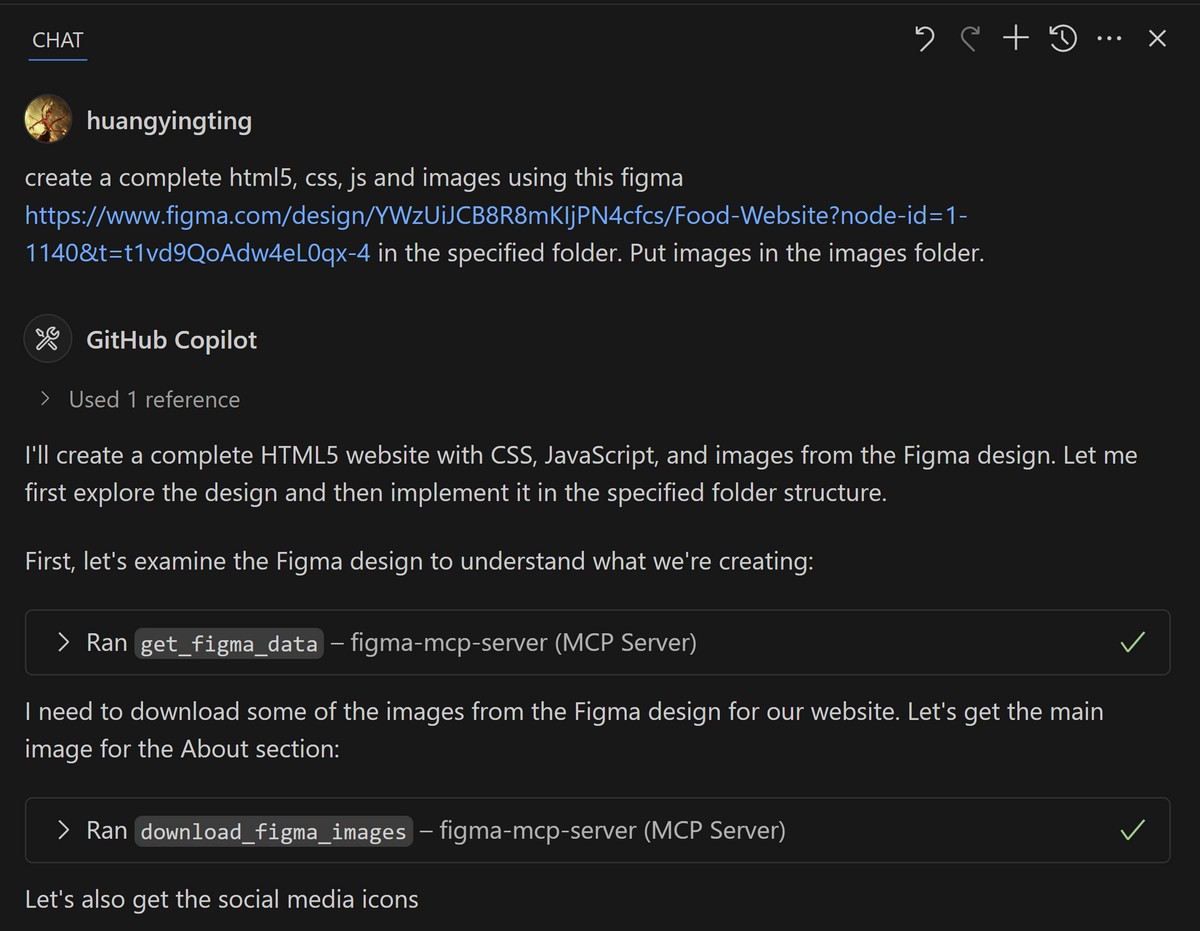 CHAT
huangyingting
create a complete html5, css, js and images using this figma
https://www.figma.com/design/YWzUiJCB8R8mKIjPN4cfcs/Food-Website?node-id=1-
1140&t=t1vd9QoAdw4eL0qx-4 in the specified folder. Put images in the images folder.
GitHub Copilot
Used 1 reference
I'll create a complete HTML5 website with CSS, JavaScript, and images from the Figma design. Let me
first explore the design and then implement it in the specified folder structure.
First, let's examine the Figma design to understand what we're creating:
Ran get_figma_data – figma-mcp-server (MCP Server)
I need to download some of the images from the Figma design for our website. Let's get the main
image for the About section:
Ran download_figma_images – figma-mcp-server (MCP Server)
Let's also get the social media icons